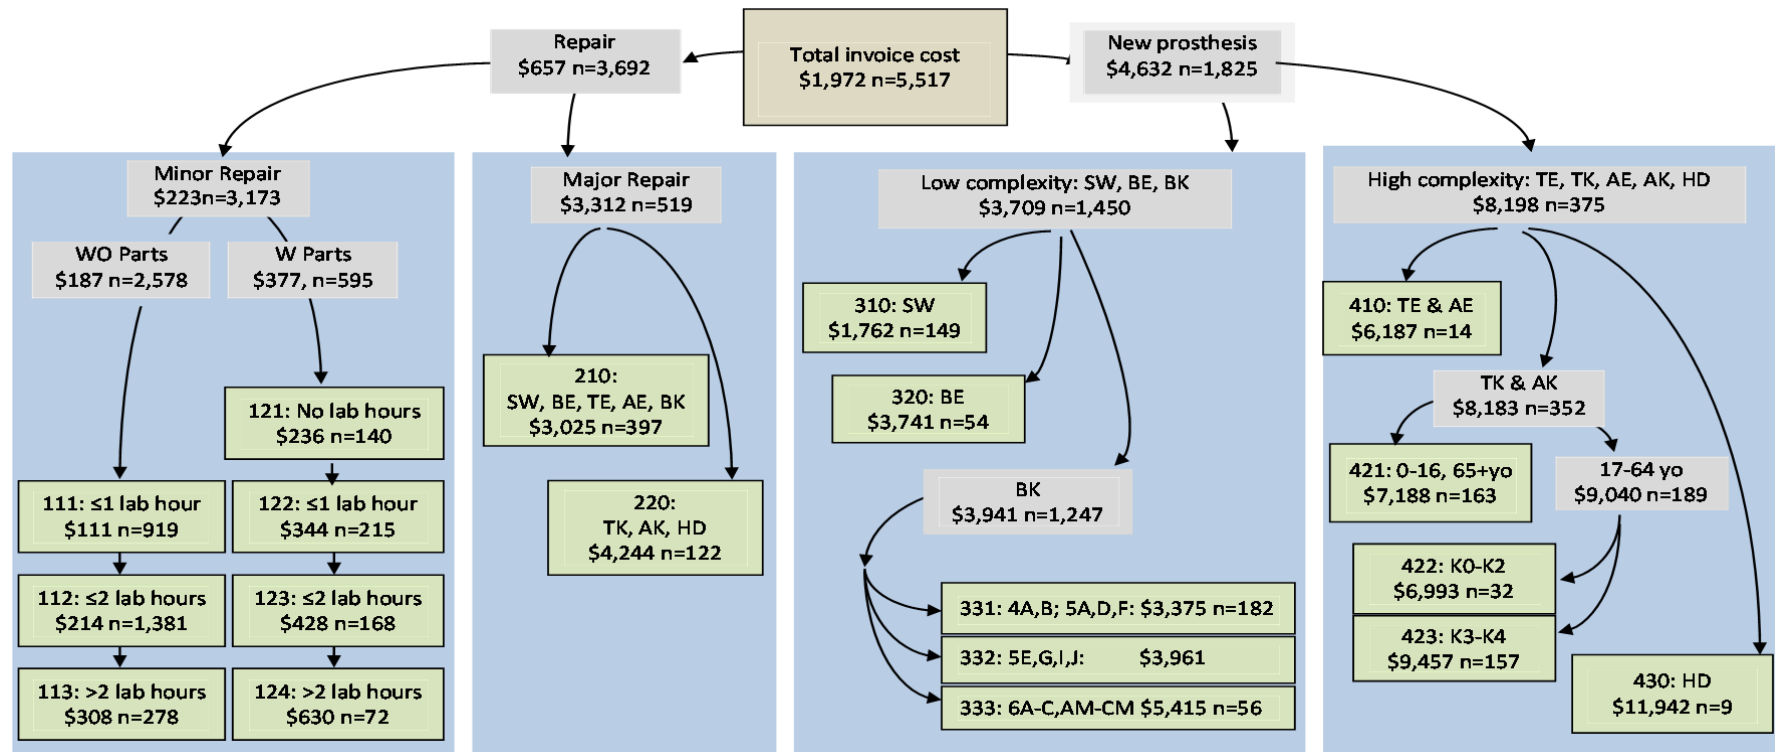 Total invoice cost
$1,972 n=5,517
Repair
$657 n=3,692
New prosthesis
$4,632 n=1,825
Minor Repair
$223n=3,173
WO Parts
$187 n=2,578
W Parts
$377, n=595
111: ≤1 lab hour
$111 n=919
112: ≤2 lab hours
$214 n=1,381
113: >2 lab hours
$308 n=278
121: No lab hours
$236 n=140
122: ≤1 lab hour
$344 n=215
123: ≤2 lab hours
$428 n=168
124: >2 lab hours
$630 n=72
Major Repair
$3,312 n=519
210:
SW, BE, TE, AE, BK
$3,025 n=397
220:
TK, AK, HD
$4,244 n=122
Low complexity: SW, BE, BK
$3,709 n=1,450
310: SW
$1,762 n=149
320: BE
$3,741 n=54
BK
$3,941 n=1,247
331: 4A,B; 5A,D,F: $3,375 n=182
332: 5E,G,I,J: $3,961
333: 6A-C,AM-CM $5,415 n=56
High complexity: TE, TK, AE, AK, HD
$8,198 n=375
410: TE & AE
$6,187 n=14
TK & AK
$8,183 n=352
421: 0-16, 65+yo
$7,188 n=163
17-64 yo
$9,040 n=189
422: K0-K2
$6,993 n=32
423: K3-K4
$9,457 n=157
430: HD
$11,942 n=9